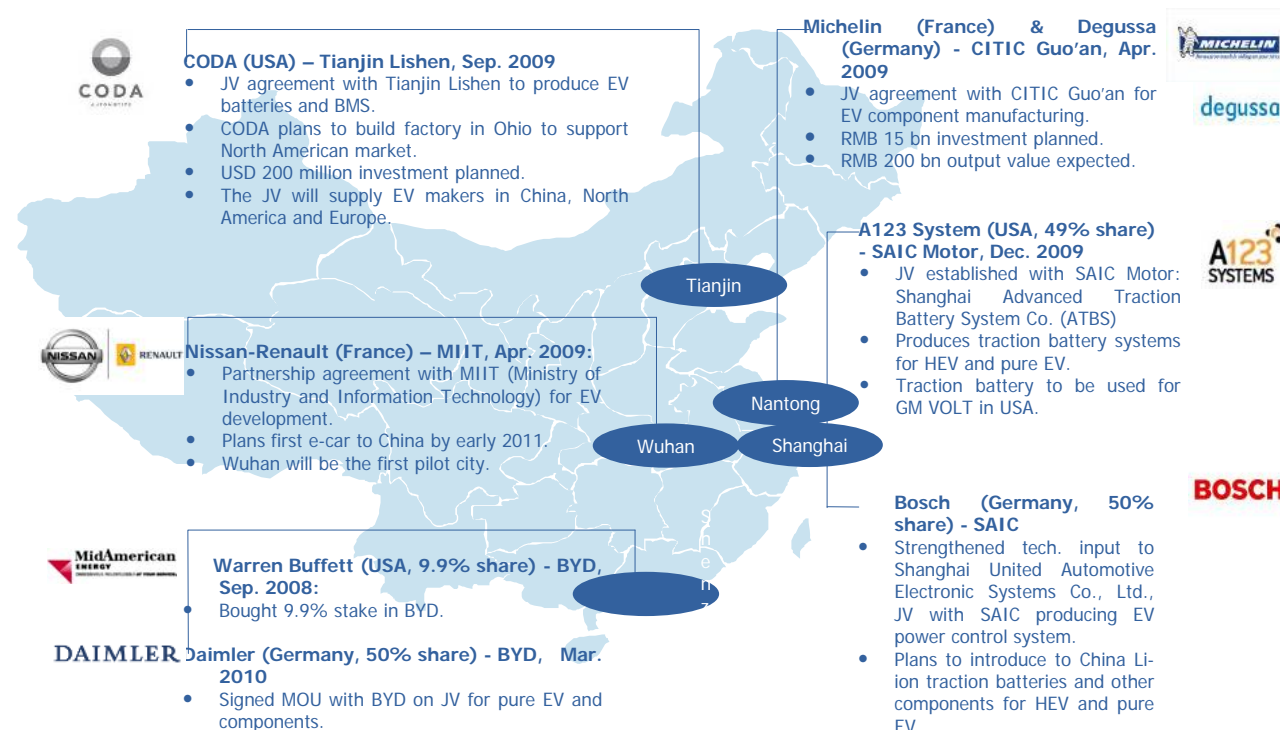 CODA
AUTOMOTIVE
CODA (USA) – Tianjin Lishen, Sep. 2009
• JV agreement with Tianjin Lishen to produce EV
batteries and BMS.
• CODA plans to build factory in Ohio to support
North American market.
• USD 200 million investment planned.
• The JV will supply EV makers in China, North
America and Europe.
Michelin (France) & Degussa
(Germany) - CITIC Guo'an, Apr.
2009
• JV agreement with CITIC Guo'an for
EV component manufacturing.
• RMB 15 bn investment planned.
• RMB 200 bn output value expected.
MICHELIN
degussa
A123 System (USA, 49% share)
- SAIC Motor, Dec. 2009
• JV established with SAIC Motor:
Shanghai Advanced Traction
Battery System Co. (ATBS)
• Produces traction battery systems
for HEV and pure EV.
• Traction battery to be used for
GM VOLT in USA.
A123
SYSTEMS
Tianjin
Nantong
Wuhan
Shanghai
NISSAN
RENAULT
Nissan-Renault (France) – MIIT, Apr. 2009:
• Partnership agreement with MIIT (Ministry of
Industry and Information Technology) for EV
development.
• Plans first e-car to China by early 2011.
• Wuhan will be the first pilot city.
MidAmerican
ENERGY
Warren Buffett (USA, 9.9% share) - BYD,
Sep. 2008:
• Bought 9.9% stake in BYD.
DAIMLER
Daimler (Germany, 50% share) - BYD, Mar.
2010
• Signed MOU with BYD on JV for pure EV and
components.
BOSCH
Bosch (Germany, 50%
share) - SAIC
• Strengthened tech. input to
Shanghai United Automotive
Electronic Systems Co., Ltd.,
JV with SAIC producing EV
power control system.
• Plans to introduce to China Li-
ion traction batteries and other
components for HEV and pure
EV